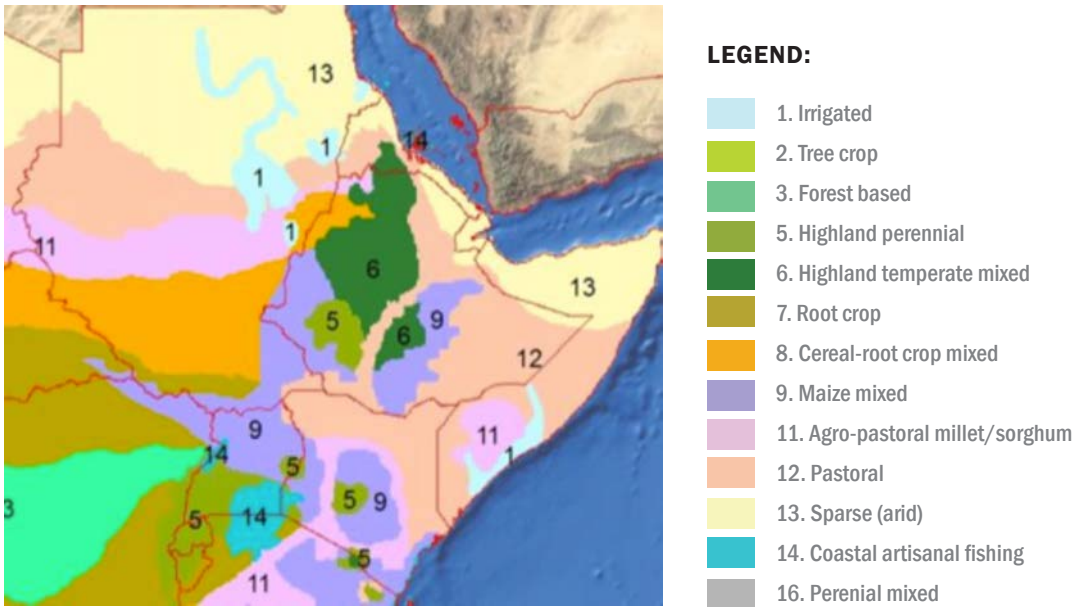 13
14
1
1
11
1
6
13
5
9
6
12
9
11
14
1
5
3
5
9
14
5
5
11
LEGEND:
1. Irrigated
2. Tree crop
3. Forest based
5. Highland perennial
6. Highland temperate mixed
7. Root crop
8. Cereal-root crop mixed
9. Maize mixed
11. Agro-pastoral millet/sorghum
12. Pastoral
13. Sparse (arid)
14. Coastal artisanal fishing
16. Perenial mixed